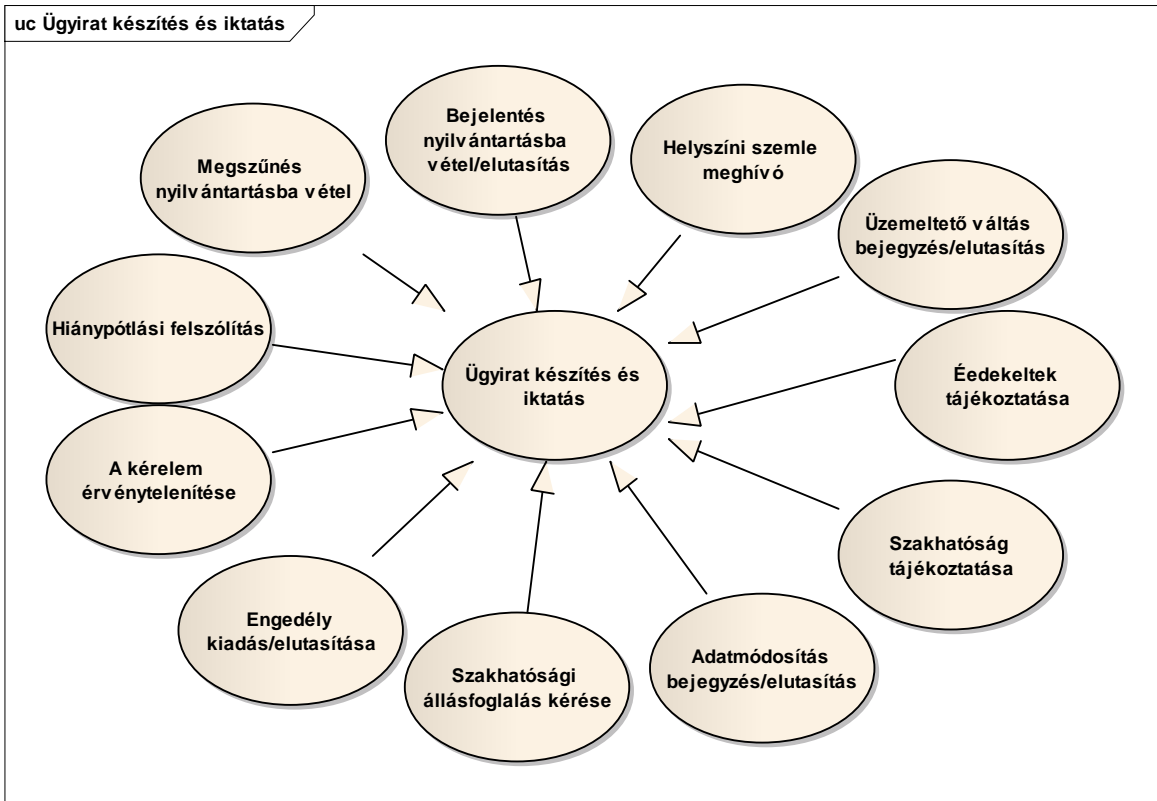 uc Ügyirat készítés és iktatás
Bejelentés
nyilvántartásba
vétel/elutasítás
Megszűnés
nyilvántartásba vétel
Helyszíni szemle
meghívó
Üzemeltető váltás
bejegyzés/elutasítás
Hiánypótlási felszólítás
Ügyirat készítés és
iktatás
Éedekeltek
tájékoztatása
A kérelem
érvénytelenítése
Szakhatóság
tájékoztatása
Engedély
kiadás/elutasítása
Szakhatósági
állásfoglalás kérése
Adatmódosítás
bejegyzés/elutasítás